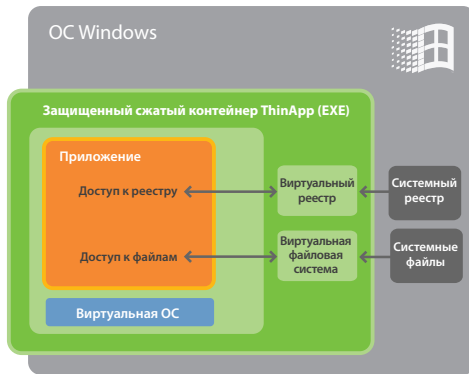 ОС Windows
Защищенный сжатый контейнер ThinApp (EXE)
Приложение
Доступ к реестру
Виртуальный
реестр
Системный
реестр
Доступ к файлам
Виртуальная
файловая
система
Системные
файлы
Виртуальная ОС